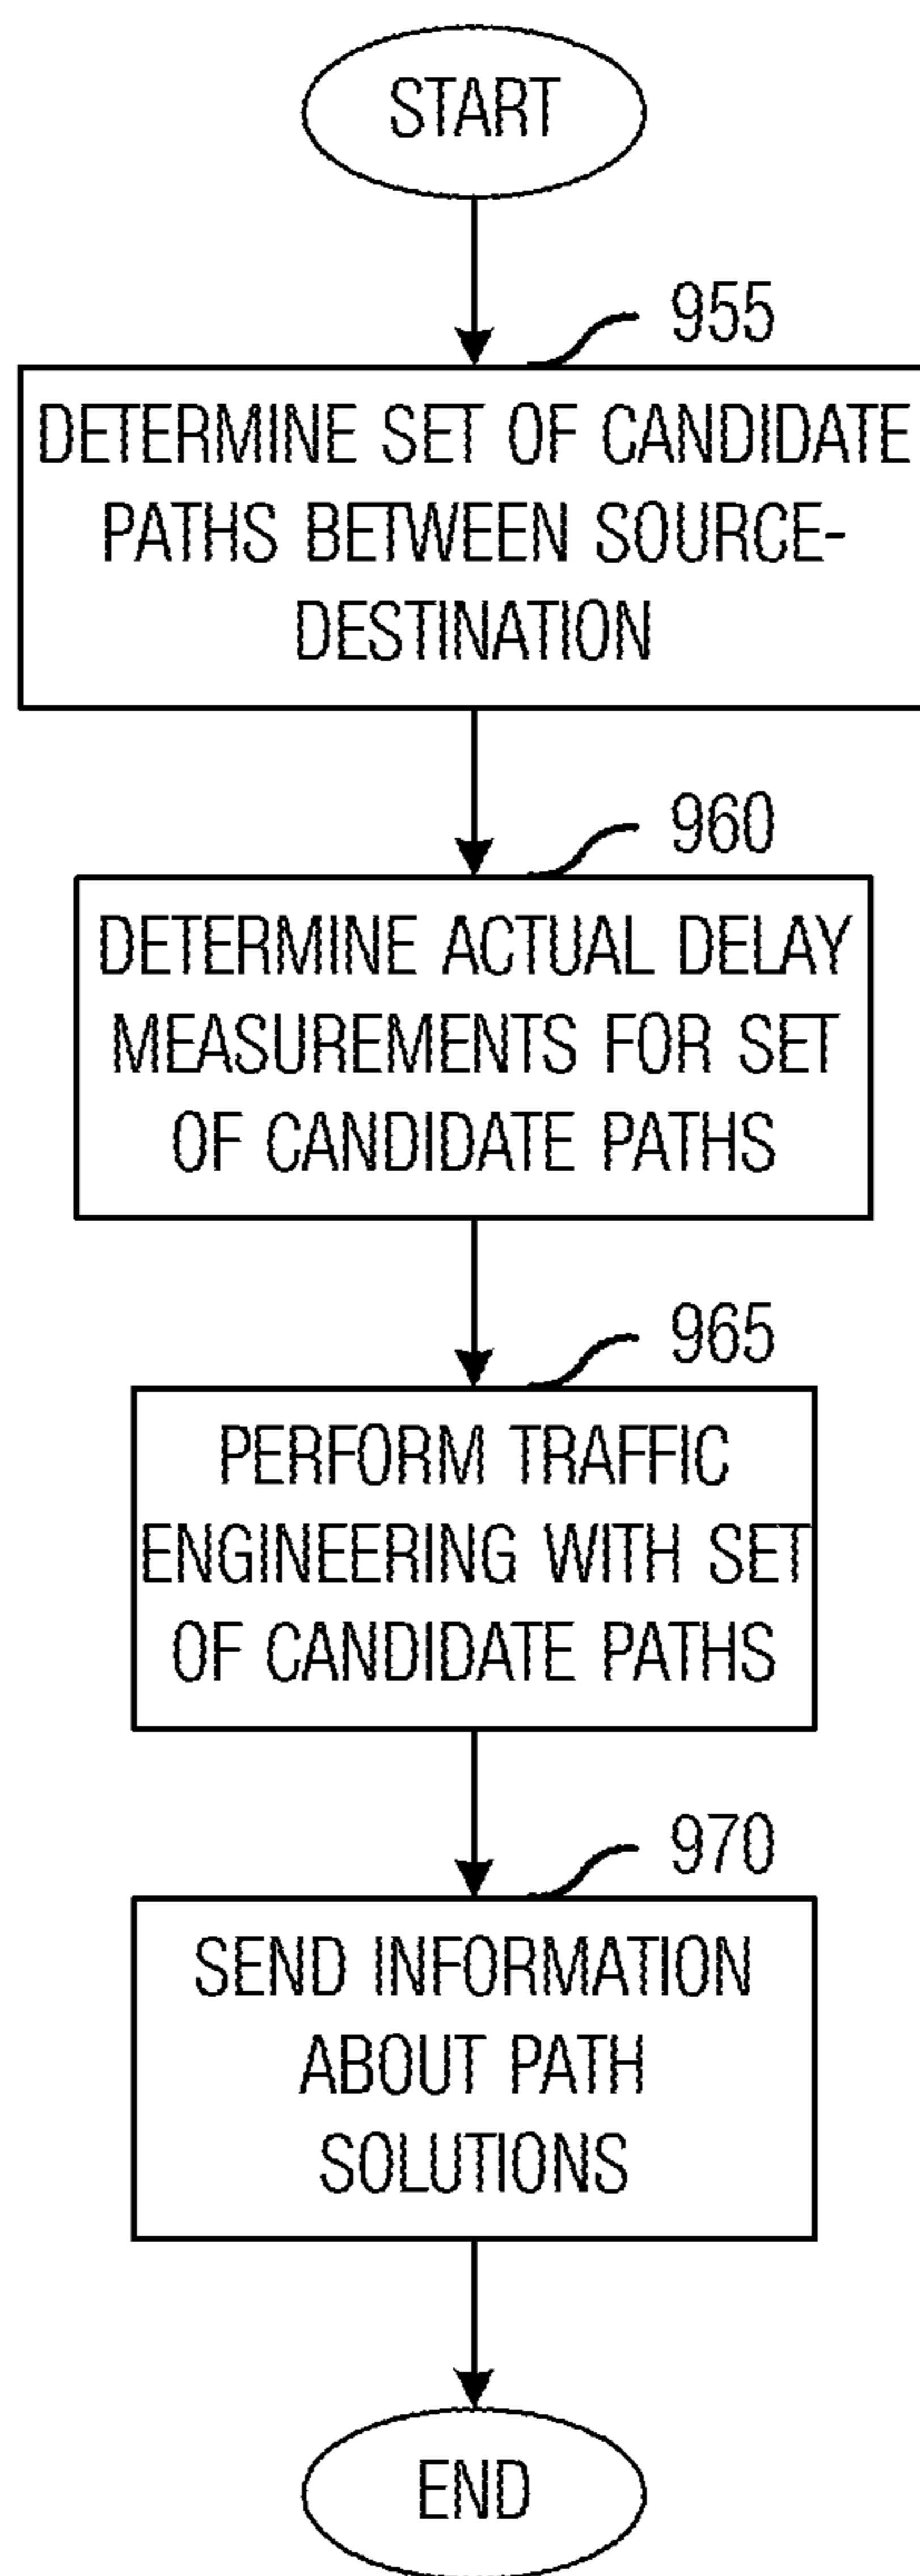 START
955
DETERMINE SET OF CANDIDATE
PATHS BETWEEN SOURCE-
DESTINATION
960
DETERMINE ACTUAL DELAY
MEASUREMENTS FOR SET
OF CANDIDATE PATHS
965
PERFORM TRAFFIC
ENGINEERING WITH SET
OF CANDIDATE PATHS
970
SEND INFORMATION
ABOUT PATH
SOLUTIONS
END